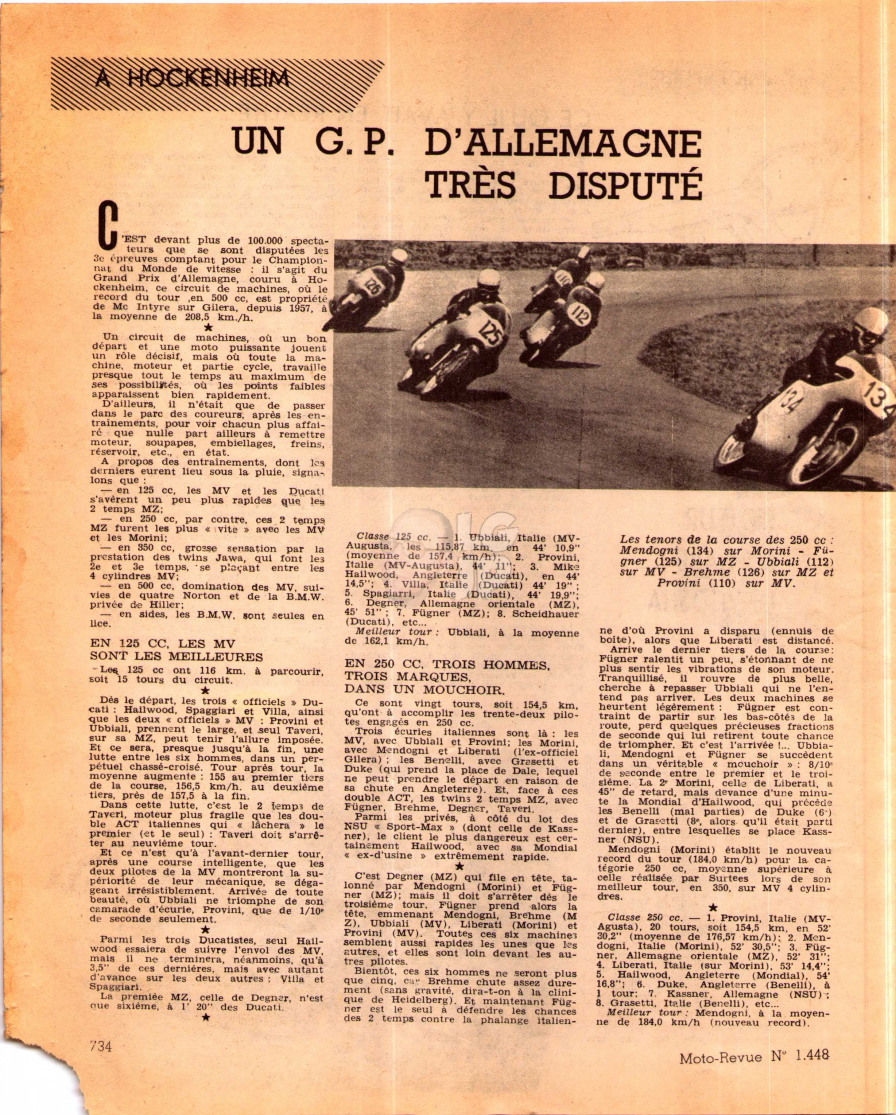 A HOCKENHEIM
UN G.P. D'ALLEMAGNE
TRÈS DISPUTÉ
C'EST devant plus de 100.000 specta-
teurs que se sont disputées les
3e épreuves comptant pour le Champion-
nat du Monde de vitesse : il s'agit du
Grand Prix d'Allemagne, couru à Ho-
ckenheim, ce circuit de machines, où le
record du tour ,en 500 cc, est propriété
de Mc Intyre sur Gilera, depuis 1957, à
la moyenne de 208,5 km./h.
★
Un circuit de machines, où un bon
départ et une moto puissante jouent
un rôle décisif, mais où toute la ma-
chine, moteur et partie cycle, travaille
presque tout le temps au maximum de
ses possibilités, où les points faibles
apparaissent bien rapidement.
D'ailleurs, il n'était que de passer
dans le parc des coureurs, après les en-
traînements, pour voir chacun plus affai-
ré que nulle part ailleurs à remettre
moteur, soupapes, embiellages, freins,
réservoir, etc., en état.
A propos des entraînements, dont les
derniers eurent lieu sous la pluie, signa-
lons que :
— en 125 cc, les MV et les Ducati
s'avèrent un peu plus rapides que les
2 temps MZ;
— en 250 cc, par contre, ces 2 temps
MZ furent les plus « vite » avec les MV
et les Morini;
— en 350 cc, grosse sensation par la
prestation des twins Jawa, qui font les
2e et 3e temps, se plaçant entre les
4 cylindres MV;
— en 500 cc, domination des MV, sui-
vies de quatre Norton et de la B.M.W.
privée de Hiller;
— en sides, les B.M.W. sont seules en
lice.
EN 125 CC, LES MV
SONT LES MEILLEURES
Les 125 cc ont 116 km. à parcourir,
soit 15 tours du circuit.
★
Dès le départ, les trois « officiels » Du-
cati : Hailwood, Spaggiari et Villa, ainsi
que les deux « officiels » MV : Provini et
Ubbiali, prennent le large, et seul Taveri,
sur sa MZ, peut tenir l'allure imposée.
Et ce sera, presque jusqu'à la fin, une
lutte entre les six hommes, dans un per-
pétuel chassé-croisé. Tour après tour, la
moyenne augmente : 155 au premier tiers
de la course, 156,5 km/h. au deuxième
tiers, près de 157,5 à la fin.
Dans cette lutte, c'est le 2 temps de
Taveri, moteur plus fragile que les dou-
ble ACT italiennes qui « lâchera » le
premier (et le seul) : Taveri doit s'arrê-
ter au neuvième tour.
Et ce n'est qu'à l'avant-dernier tour,
après une course intelligente, que les
deux pilotes de la MV montreront la su-
périorité de leur mécanique, se déga-
geant irrésistiblement. Arrivée de toute
beauté, où Ubbiali ne triomphe de son
camarade d'écurie, Provini, que de 1/10e
de seconde seulement.
★
Parmi les trois Ducatistes, seul Hail-
wood essaiera de suivre l'envol des MV,
mais il ne terminera, néanmoins, qu'à
3,5" de ces dernières, mais avec autant
d'avance sur les deux autres : Villa et
Spaggiari.
La première MZ, celle de Degner, n'est
que sixième, à 1' 20" des Ducati.
★
126
125
110
112
134
134
Classe 125 cc. — 1. Ubbiali, Italie (MV-
Augusta, les 115,87 km. en 44' 10,9"
(moyenne de 157,4 km/h); 2. Provini,
Italie (MV-Augusta), 44' 11"; 3. Mike
Hailwood, Angleterre (Ducati), en 44'
14,5"; 4. Villa, Italie (Ducati) 44' 19" ;
5. Spagiarri, Italie (Ducati), 44' 19,9";
6. Degner, Allemagne orientale (MZ),
45' 51" ; 7. Fügner (MZ); 8. Scheidhauer
(Ducati), etc...
Meilleur tour : Ubbiali, à la moyenne
de 162,1 km/h.
EN 250 CC, TROIS HOMMES,
TROIS MARQUES,
DANS UN MOUCHOIR.
Ce sont vingt tours, soit 154,5 km,
qu'ont à accomplir les trente-deux pilo-
tes engagés en 250 cc.
Trois écuries italiennes sont là : les
MV, avec Ubbiali et Provini; les Morini,
avec Mendogni et Liberati (l'ex-officiel
Gilera) ; les Benelli, avec Grasetti et
Duke (qui prend la place de Dale, lequel
ne peut prendre le départ en raison de
sa chute en Angleterre). Et, face à ces
double ACT, les twins 2 temps MZ, avec
Fügner, Brehme, Degner, Taveri.
Parmi les privés, à côté du lot des
NSU « Sport-Max » (dont celle de Kass-
ner), le client le plus dangereux est cer-
tainement Hailwood, avec sa Mondial
« ex-d'usine » extrêmement rapide.
★
C'est Degner (MZ) qui file en tête, ta-
lonné par Mendogni (Morini) et Füg-
ner (MZ); mais il doit s'arrêter dès le
troisième tour. Fügner prend alors la
tête, emmenant Mendogni, Brehme (M
Z), Ubbiali (MV), Liberati (Morini) et
Provini (MV). Toutes ces six machines
semblent aussi rapides les unes que les
autres, et elles sont loin devant les au-
tres pilotes.
Bientôt, ces six hommes ne seront plus
que cinq, car Brehme chute assez dure-
ment (sans gravité, dira-t-on à la clini-
que de Heidelberg). Et maintenant Füg-
ner est le seul à défendre les chances
des 2 temps contre la phalange italien-
Les tenors de la course des 250 cc :
Mendogni (134) sur Morini - Fü-
gner (125) sur MZ - Ubbiali (112)
sur MV - Brehme (126) sur MZ et
Provini (110) sur MV.
ne d'où Provini a disparu (ennuis de
boîte), alors que Liberati est distancé.
Arrive le dernier tiers de la course:
Fügner ralentit un peu, s'étonnant de ne
plus sentir les vibrations de son moteur.
Tranquillisé, il rouvre de plus belle,
cherche à repasser Ubbiali qui ne l'en-
tend pas arriver. Les deux machines se
heurtent légèrement : Fügner est con-
traint de partir sur les bas-côtés de la
route, perd quelques précieuses fractions
de seconde qui lui retirent toute chance
de triompher. Et c'est l'arrivée !... Ubbia-
li, Mendogni et Fügner se succèdent
dans un véritable « mouchoir » : 8/10e
de seconde entre le premier et le troi-
sième. La 2e Morini, celle de Liberati, a
45" de retard, mais devance d'une minu-
te la Mondial d'Hailwood, qui précède
les Benelli (mal parties) de Duke (6e)
et de Grasetti (8e, alors qu'il était parti
dernier), entre lesquelles se place Kass-
ner (NSU).
Mendogni (Morini) établit le nouveau
record du tour (184,0 km/h) pour la ca-
tégorie 250 cc, moyenne supérieure à
celle réalisée par Surtees lors de son
meilleur tour, en 350, sur MV 4 cylin-
dres.
★
Classe 250 cc. — 1. Provini, Italie (MV-
Agusta), 20 tours, soit 154,5 km, en 52'
30,2" (moyenne de 176,57 km/h); 2. Men-
dogni, Italie (Morini), 52' 30,5"; 3. Füg-
ner, Allemagne orientale (MZ), 52' 31";
4. Liberati, Italie (sur Morini), 53' 14,4";
5. Hailwood, Angleterre (Mondial), 54'
16,8"; 6. Duke, Angleterre (Benelli), à
1 tour; 7. Kassner, Allemagne (NSU) ;
8. Grasetti, Italie (Benelli), etc...
Meilleur tour : Mendogni, à la moyen-
ne de 184,0 km/h (nouveau record).
734
Moto-Revue N° 1.448